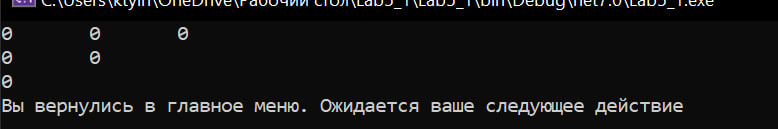 C:\Users\ktyin\OneDrive\Рабочий стол\Lab5_1\Lab5_1\bin\Debug\net7.0\Lab5_1.exe
0 0 0
0 0
0
Вы вернулись в главное меню. Ожидается ваше следующее действие